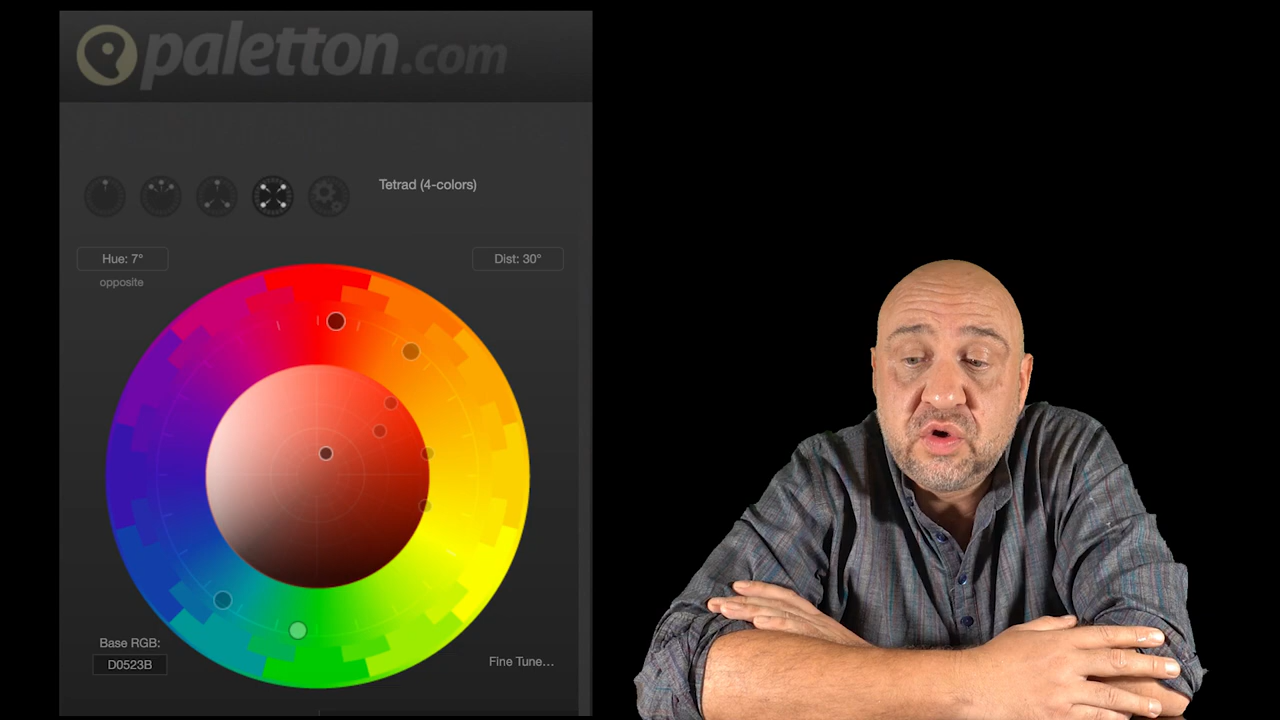 paletton.com
Tetrad (4-colors)
Hue: 7°
Dist: 30°
opposite
Base RGB:
D0523B
Fine Tune...